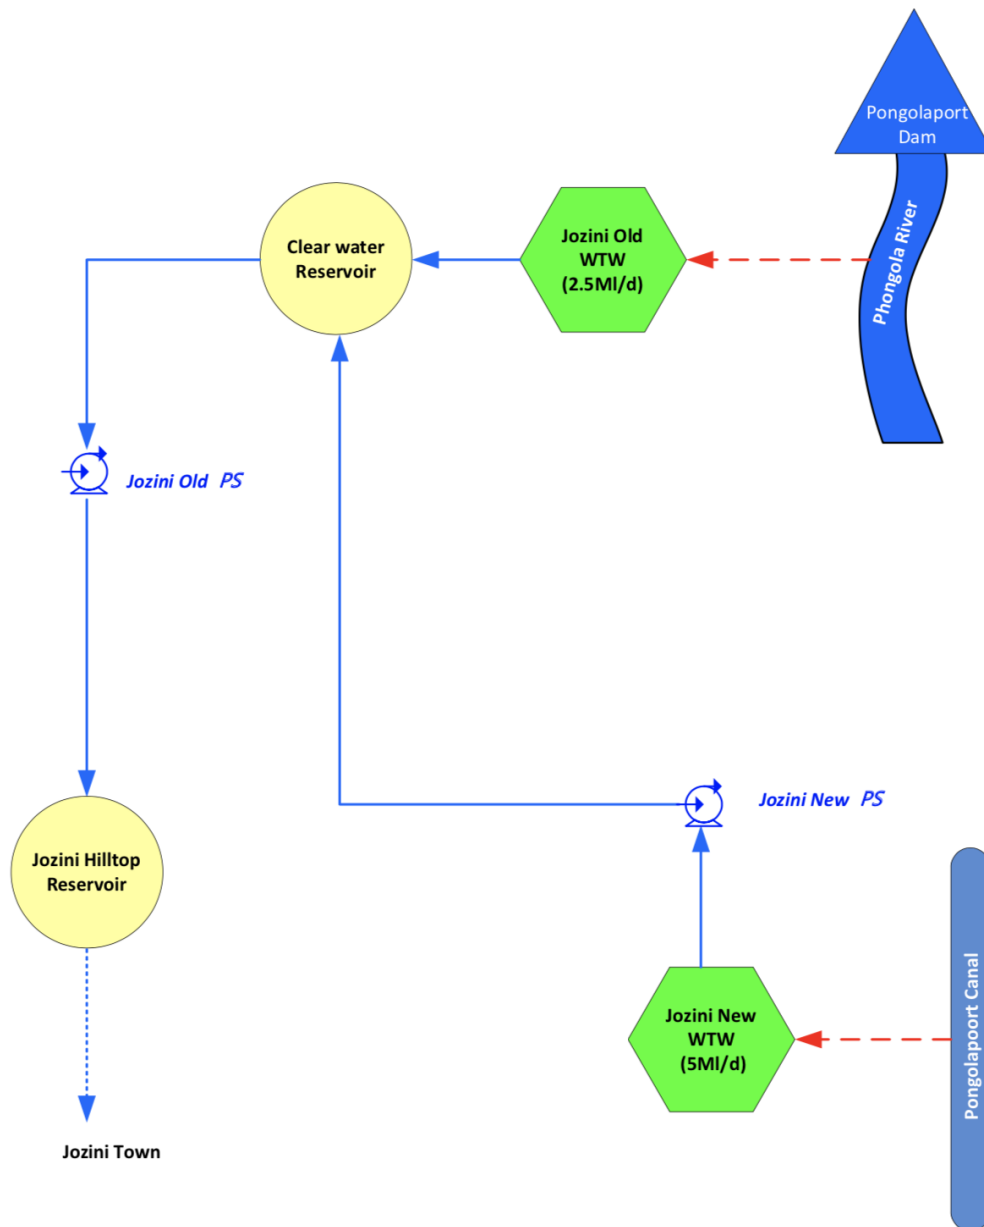 Pongolaport
Dam
Phongola River
Clear water
Reservoir
Jozini Old
WTW
(2.5Ml/d)
Jozini Old PS
Jozini New PS
Jozini Hilltop
Reservoir
Jozini New
WTW
(5Ml/d)
Pongolapoort Canal
Jozini Town